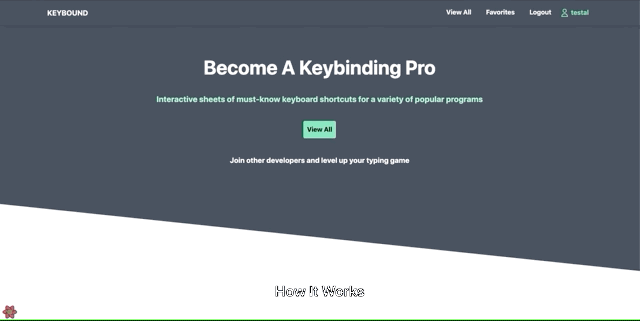 KEYBOUND
View All Favorites Logout testal
Become A Keybinding Pro
Interactive sheets of must-know keyboard shortcuts for a variety of popular programs
View All
Join other developers and level up your typing game
How It Works